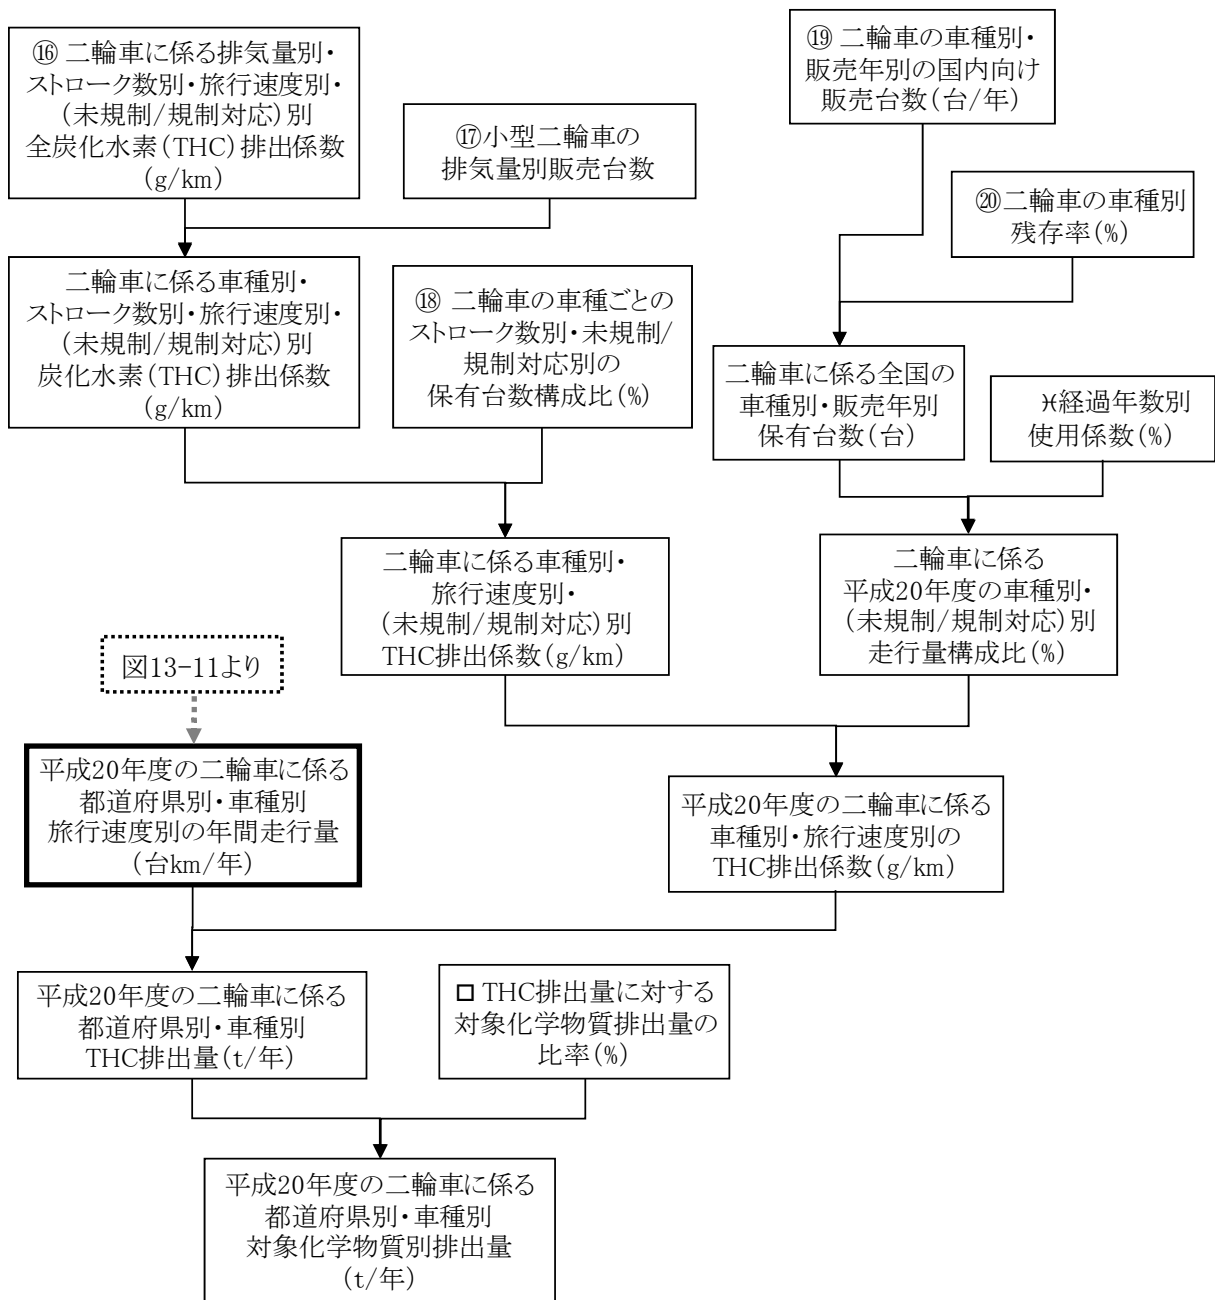 ⑯ 二輪車に係る排気量別・
ストローク数別・旅行速度別・
(未規制/規制対応)別
全炭化水素(THC)排出係数
(g/km)
⑰小型二輪車の
排気量別販売台数
⑲ 二輪車の車種別・
販売年別の国内向け
販売台数(台/年)
⑳二輪車の車種別
残存率(%)
二輪車に係る車種別・
ストローク数別・旅行速度別・
(未規制/規制対応)別
炭化水素(THC)排出係数
(g/km)
⑱ 二輪車の車種ごとの
ストローク数別・未規制/
規制対応別の
保有台数構成比(%)
二輪車に係る全国の
車種別・販売年別
保有台数(台)
経過年数別
使用係数(%)
二輪車に係る車種別・
旅行速度別・
(未規制/規制対応)別
THC排出係数(g/km)
二輪車に係る
平成20年度の車種別・
(未規制/規制対応)別
走行量構成比(%)
図13-11より
平成20年度の二輪車に係る
都道府県別・車種別
旅行速度別の年間走行量
(台km/年)
平成20年度の二輪車に係る
車種別・旅行速度別の
THC排出係数(g/km)
平成20年度の二輪車に係る
都道府県別・車種別
THC排出量(t/年)
□ THC排出量に対する
対象化学物質排出量の
比率(%)
平成20年度の二輪車に係る
都道府県別・車種別
対象化学物質別排出量
(t/年)